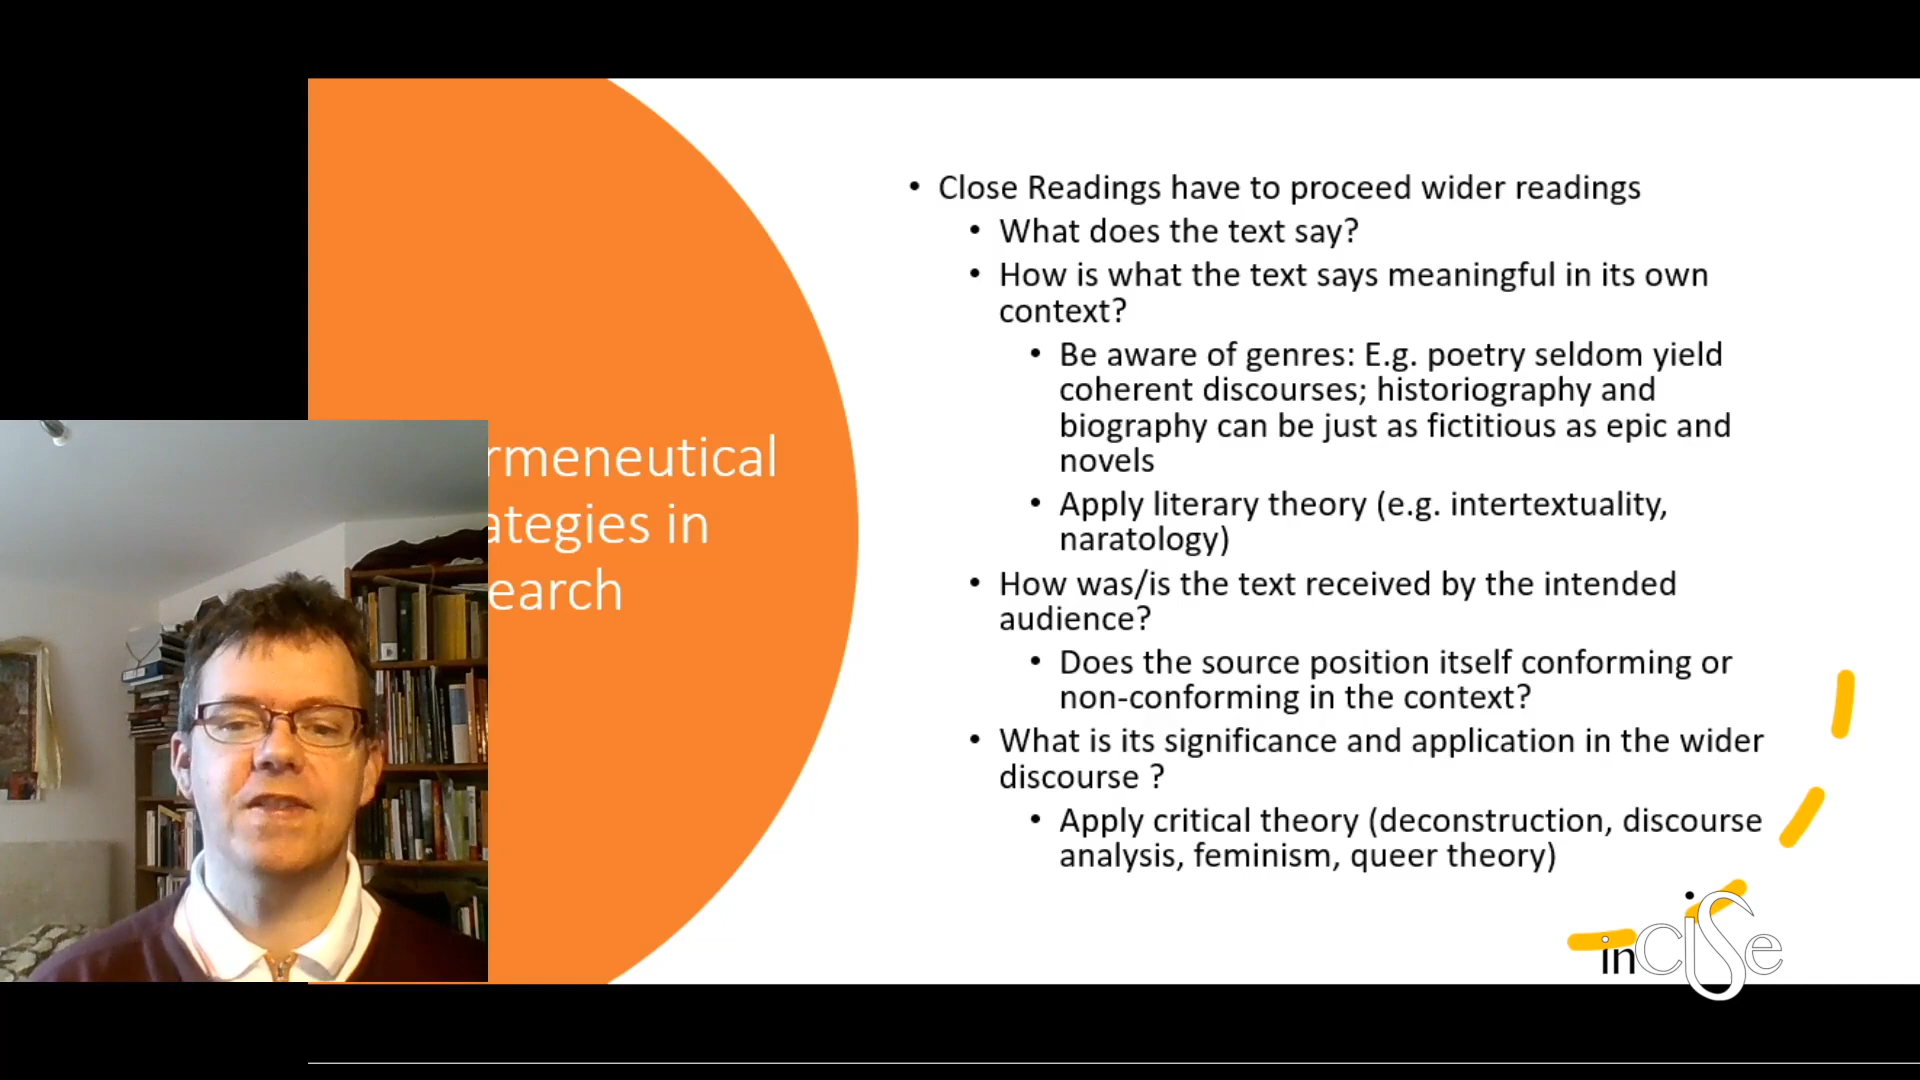 rmeneutical
ategies in
earch
• Close Readings have to proceed wider readings
• What does the text say?
• How is what the text says meaningful in its own
context?
• Be aware of genres: E.g. poetry seldom yield
coherent discourses; historiography and
biography can be just as fictitious as epic and
novels
• Apply literary theory (e.g. intertextuality,
naratology)
• How was/is the text received by the intended
audience?
• Does the source position itself conforming or
non-conforming in the context?
• What is its significance and application in the wider
discourse ?
• Apply critical theory (deconstruction, discourse
analysis, feminism, queer theory)
inCiSe